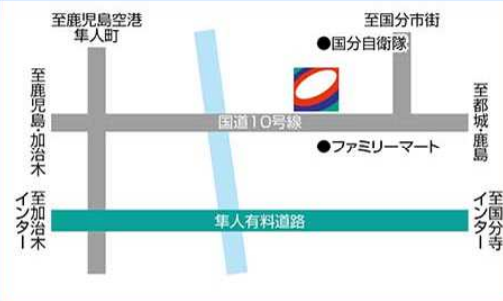 至鹿児島空港
隼人町
至国分市街
●国分自衛隊
至鹿児島・加治木
国道10号線
至都城・鹿島
●ファミリーマート
至加治木
インター
隼人有料道路
至国分寺
インター